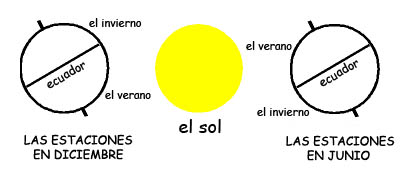 el invierno
ecuador
el verano
LAS ESTACIONES
EN DICIEMBRE
el sol
el verano
ecuador
el invierno
LAS ESTACIONES
EN JUNIO